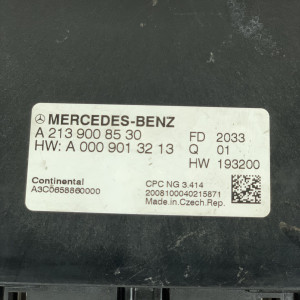 MERCEDES-BENZ
A 213 900 85 30 FD 2033
HW: A 000 901 32 13 Q 01
HW 193200
Continental CPC NG 3.414
A3C0658860000 2008100040215871
Made in Czech.Rep.